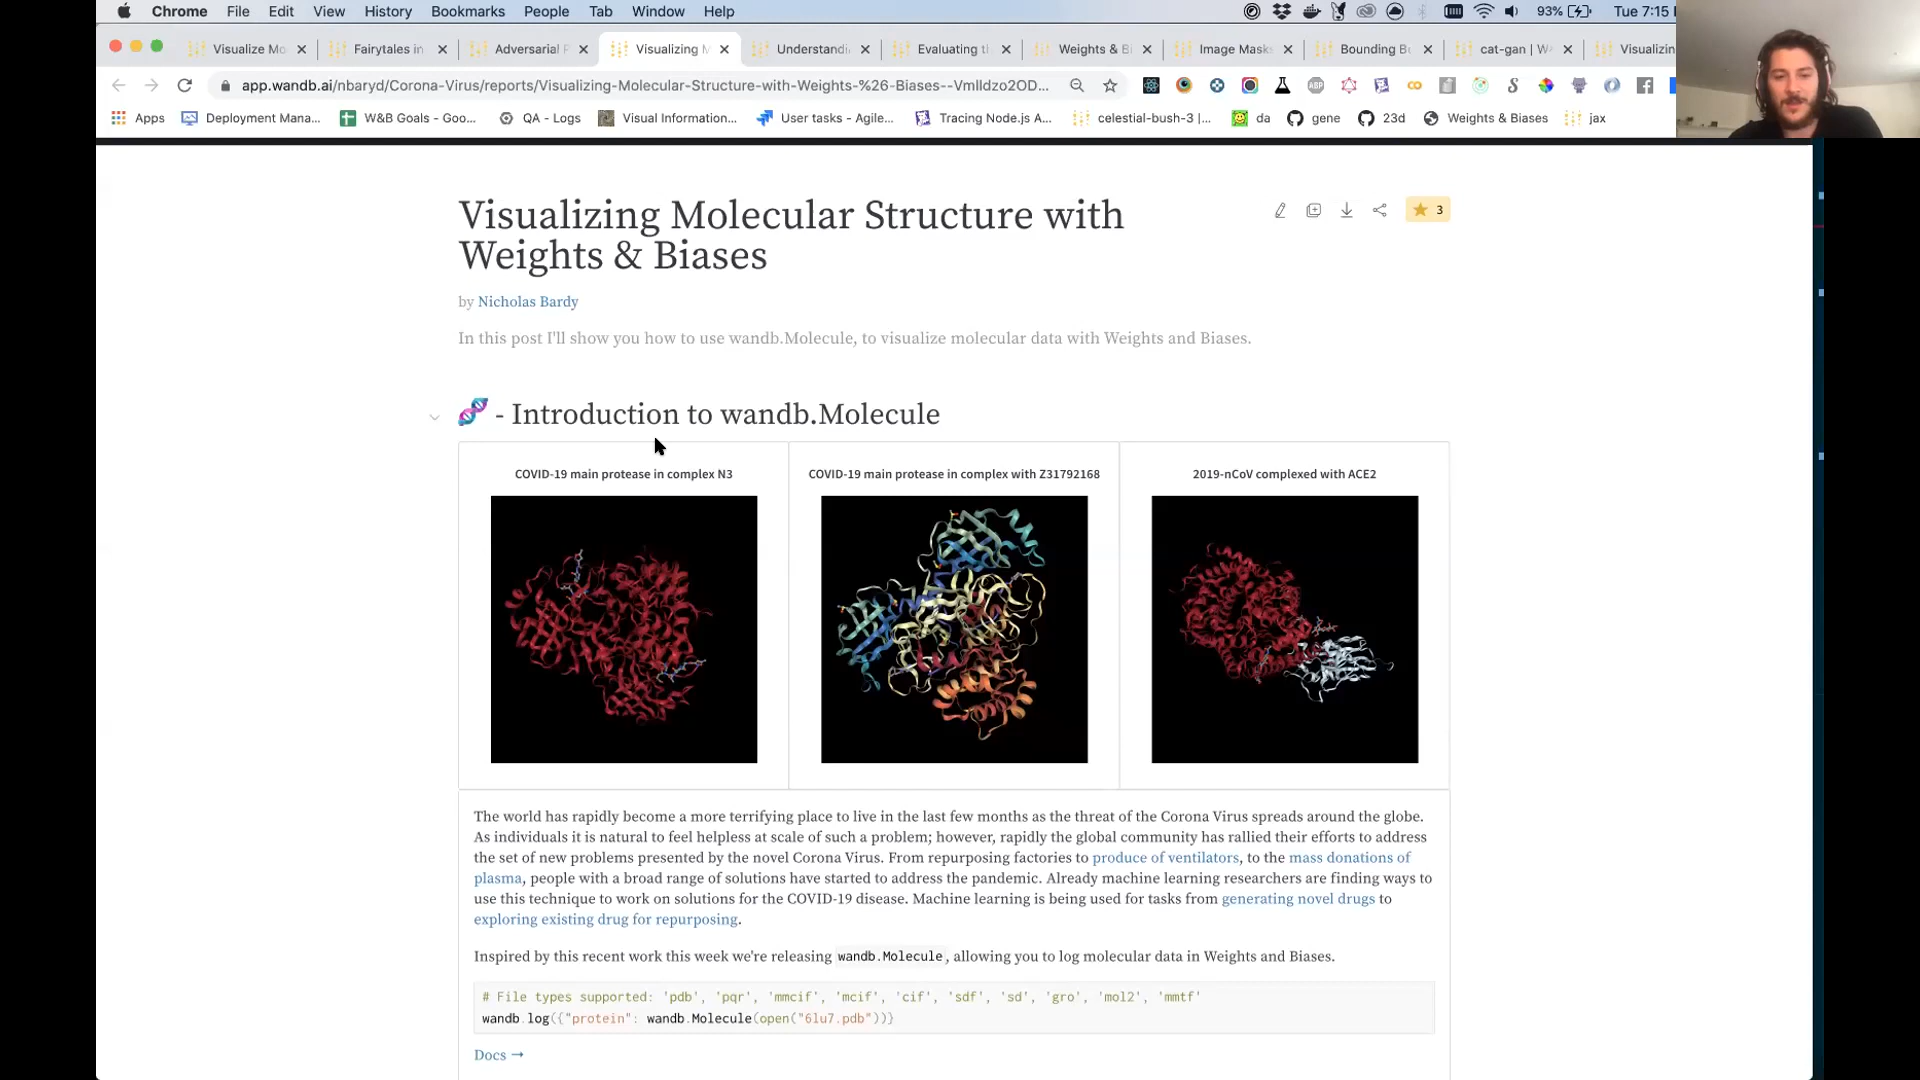 Chrome File Edit View History Bookmarks People Tab Window Help 93% Tue 7:15
Visualize Mo Fairytales in Adversarial P Visualizing M Understandi Evaluating th Weights & Bi Image Masks Bounding Bo cat-gan | W Visualizin
app.wandb.ai/nbaryd/Corona-Virus/reports/Visualizing-Molecular-Structure-with-Weights-%26-Biases--Vmlldzo2OD...
Apps Deployment Mana... W&B Goals - Goo... QA - Logs Visual Information... User tasks - Agile... Tracing Node.js A... celestial-bush-3 |... da gene 23d Weights & Biases jax
Visualizing Molecular Structure with
Weights & Biases
3
by Nicholas Bardy
In this post I'll show you how to use wandb.Molecule, to visualize molecular data with Weights and Biases.
- Introduction to wandb.Molecule
COVID-19 main protease in complex N3
COVID-19 main protease in complex with Z31792168
2019-nCoV complexed with ACE2
The world has rapidly become a more terrifying place to live in the last few months as the threat of the Corona Virus spreads around the globe.
As individuals it is natural to feel helpless at scale of such a problem; however, rapidly the global community has rallied their efforts to address
the set of new problems presented by the novel Corona Virus. From repurposing factories to produce of ventilators, to the mass donations of
plasma, people with a broad range of solutions have started to address the pandemic. Already machine learning researchers are finding ways to
use this technique to work on solutions for the COVID-19 disease. Machine learning is being used for tasks from generating novel drugs to
exploring existing drug for repurposing.
Inspired by this recent work this week we're releasing wandb.Molecule, allowing you to log molecular data in Weights and Biases.
# File types supported: 'pdb', 'pqr', 'mmcif', 'mcif', 'cif', 'sdf', 'sd', 'gro', 'mol2', 'mmtf'
wandb.log({"protein": wandb.Molecule(open("6lu7.pdb"))}
Docs →